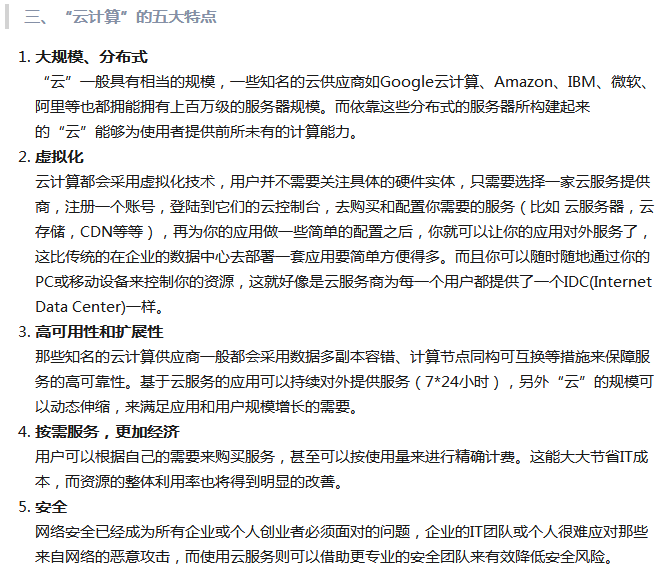 三、“云计算”的五大特点
1. 大规模、分布式
“云”一般具有相当的规模，一些知名的云供应商如Google云计算、Amazon、IBM、微软、
阿里等也都拥能拥有上百万级的服务器规模。而依靠这些分布式的服务器所构建起来
的“云”能够为使用者提供前所未有的计算能力。
2. 虚拟化
云计算都会采用虚拟化技术，用户并不需要关注具体的硬件实体，只需要选择一家云服务提供
商，注册一个账号，登陆到它们的云控制台，去购买和配置你需要的服务（比如 云服务器，云
存储，CDN等等），再为你的应用做一些简单的配置之后，你就可以让你的应用对外服务了，
这比传统的在企业的数据中心去部署一套应用要简单方便得多。而且你可以随时随地通过你的
PC或移动设备来控制你的资源，这就好像是云服务商为每一个用户都提供了一个IDC(Internet
Data Center)一样。
3. 高可用性和扩展性
那些知名的云计算供应商一般都会采用数据多副本容错、计算节点同构可互换等措施来保障服
务的高可靠性。基于云服务的应用可以持续对外提供服务（7*24小时），另外“云”的规模可
以动态伸缩，来满足应用和用户规模增长的需要。
4. 按需服务，更加经济
用户可以根据自己的需要来购买服务，甚至可以按使用量来进行精确计费。这能大大节省IT成
本，而资源的整体利用率也将得到明显的改善。
5. 安全
网络安全已经成为所有企业或个人创业者必须面对的问题，企业的IT团队或个人很难应对那些
来自网络的恶意攻击，而使用云服务则可以借助更专业的安全团队来有效降低安全风险。